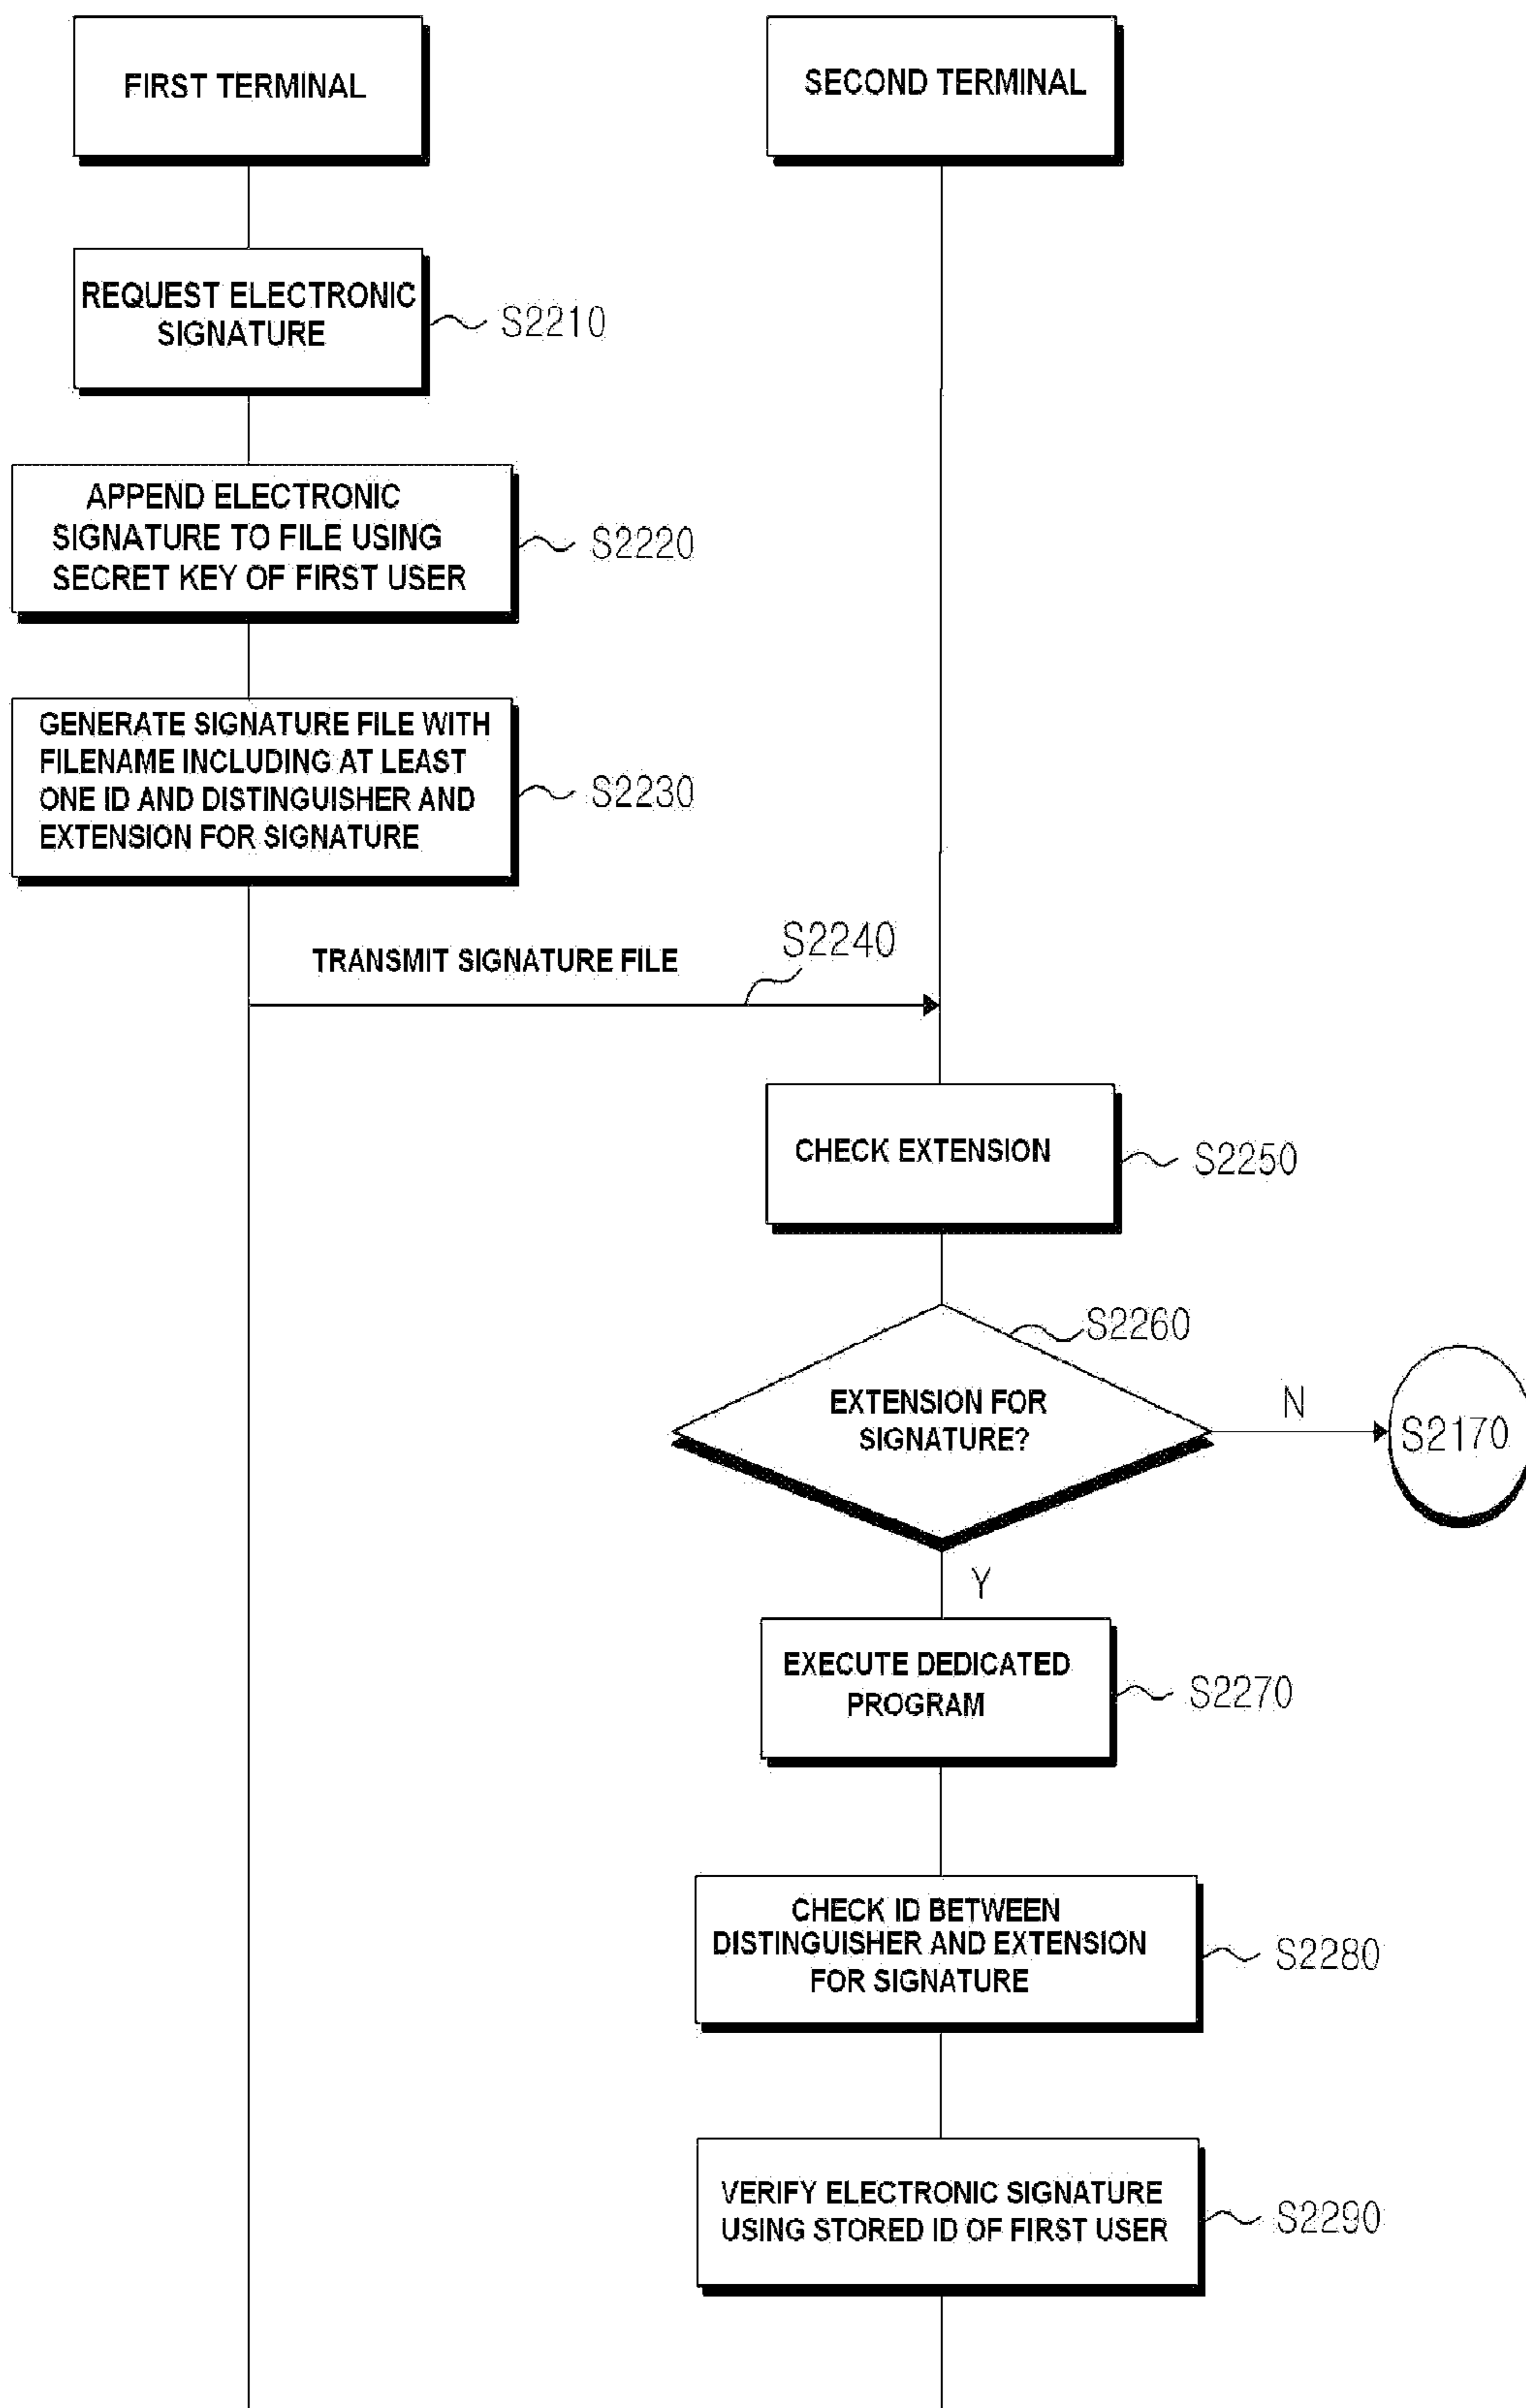 FIRST TERMINAL
SECOND TERMINAL
REQUEST ELECTRONIC
SIGNATURE
S2210
APPEND ELECTRONIC
SIGNATURE TO FILE USING
SECRET KEY OF FIRST USER
S2220
GENERATE SIGNATURE FILE WITH
FILENAME INCLUDING AT LEAST
ONE ID AND DISTINGUISHER AND
EXTENSION FOR SIGNATURE
S2230
TRANSMIT SIGNATURE FILE
S2240
CHECK EXTENSION
S2250
S2260
EXTENSION FOR
SIGNATURE?
N
S2170
Y
EXECUTE DEDICATED
PROGRAM
S2270
CHECK ID BETWEEN
DISTINGUISHER AND EXTENSION
FOR SIGNATURE
S2280
VERIFY ELECTRONIC SIGNATURE
USING STORED ID OF FIRST USER
S2290